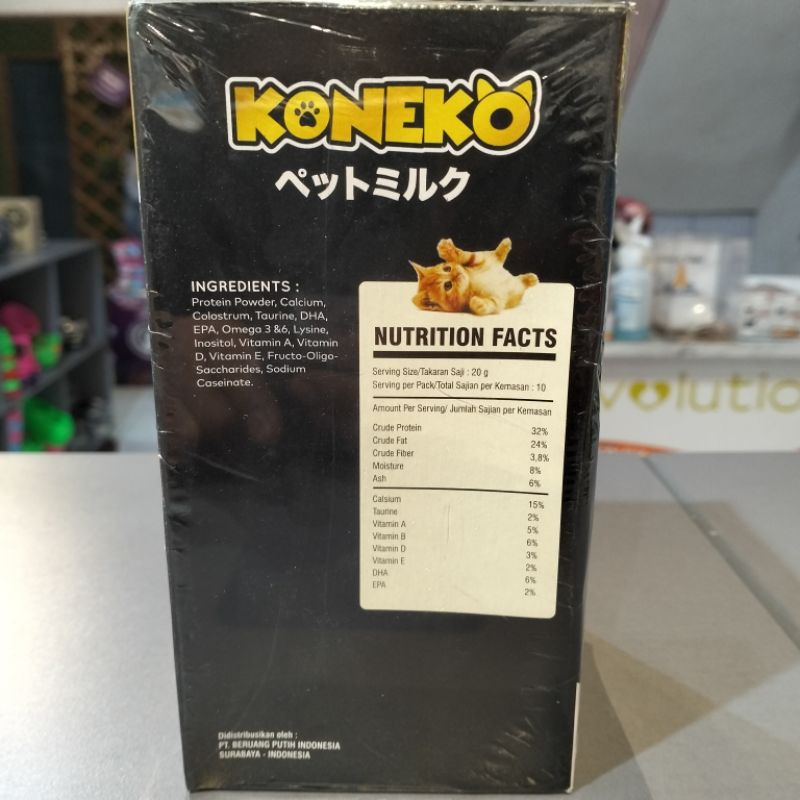 KONEKO
ペットミルク
INGREDIENTS :
Protein Powder, Calcium,
Colostrum, Taurine, DHA,
EPA, Omega 3 &6, Lysine,
Inositol, Vitamin A, Vitamin
D, Vitamin E, Fructo-Oligo-
Saccharides, Sodium
Caseinate.
NUTRITION FACTS
Serving Size/Takaran Saji : 20 g
Serving per Pack/Total Sajian per Kemasan : 10
Amount Per Serving/ Jumlah Sajian per Kemasan
Crude Protein 32%
Crude Fat 24%
Crude Fiber 3,8%
Moisture 8%
Ash 6%
Calsium 15%
Taurine 2%
Vitamin A 5%
Vitamin B 6%
Vitamin D 3%
Vitamin E 2%
DHA 6%
EPA 2%
Didistribusikan oleh :
PT. BERUANG PUTIH INDONESIA
SURABAYA - INDONESIA
volutio